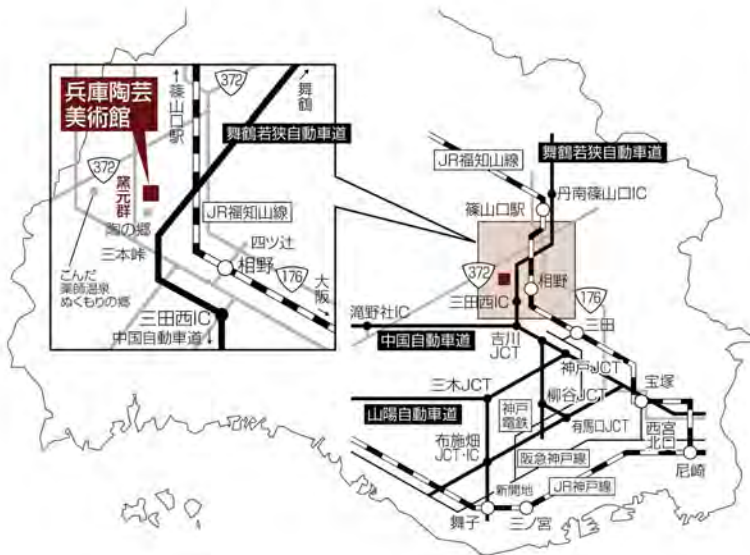 兵庫陶芸
美術館
↑篠山口駅
372
舞鶴→
舞鶴若狭自動車道
372
窯元群
陶の郷
三本峠
こんだ
薬師温泉
ぬくもりの郷
JR福知山線
四ツ辻
相野
176
大阪→
三田西IC
中国自動車道↓
JR福知山線
舞鶴若狭自動車道
丹南篠山口IC
篠山口駅
372
相野
176
三田西IC
滝野社IC
中国自動車道
吉川
JCT
三田
神戸JCT
三木JCT
柳谷JCT
宝塚
山陽自動車道
神戸
電鉄
有馬口JCT
西宮
北口
布施畑
JCT・IC
阪急神戸線
尼崎
新開地
JR神戸線
舞子
三ノ宮